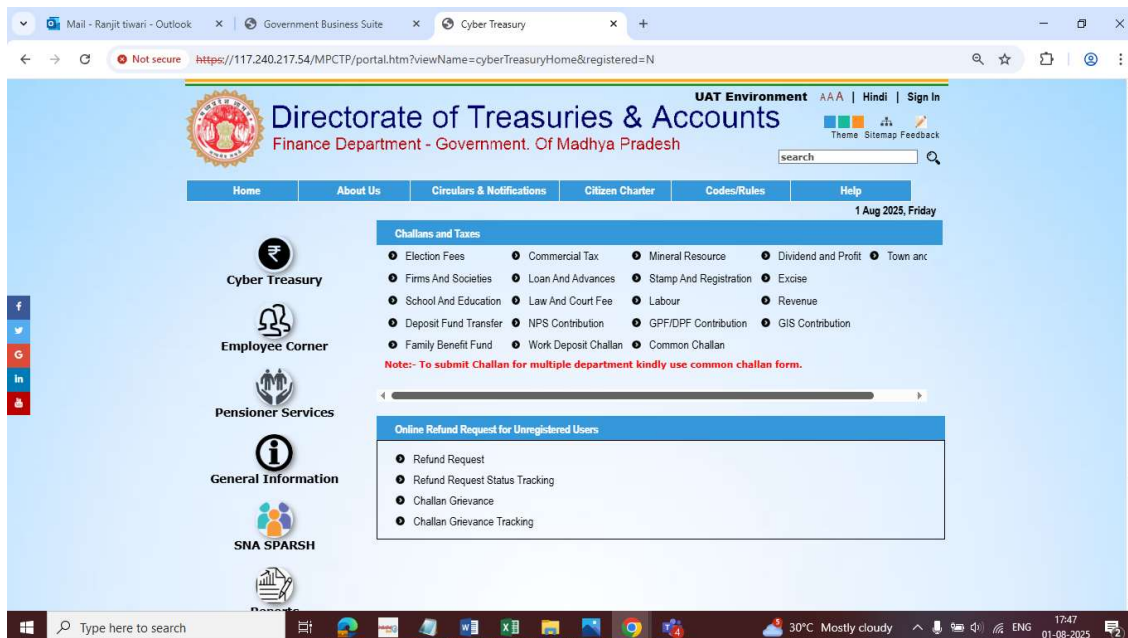 Mail - Ranjit tiwari - Outlook
Government Business Suite
Cyber Treasury
Not secure https://117.240.217.54/MPCTP/portal.htm?viewName=cyberTreasuryHome&registered=N
UAT Environment AAA | Hindi | Sign In
Directorate of Treasuries & Accounts
Finance Department - Government. Of Madhya Pradesh
Theme Sitemap Feedback
search
Home About Us Circulars & Notifications Citizen Charter Codes/Rules Help
1 Aug 2025, Friday
Cyber Treasury
Employee Corner
Pensioner Services
General Information
SNA SPARSH
Reports
Challans and Taxes
Election Fees Commercial Tax Mineral Resource Dividend and Profit Town and
Firms And Societies Loan And Advances Stamp And Registration Excise
School And Education Law And Court Fee Labour Revenue
Deposit Fund Transfer NPS Contribution GPF/DPF Contribution GIS Contribution
Family Benefit Fund Work Deposit Challan Common Challan
Note:- To submit Challan for multiple department kindly use common challan form.
Online Refund Request for Unregistered Users
Refund Request
Refund Request Status Tracking
Challan Grievance
Challan Grievance Tracking
Type here to search
30°C Mostly cloudy
ENG
17:47
01-08-2025